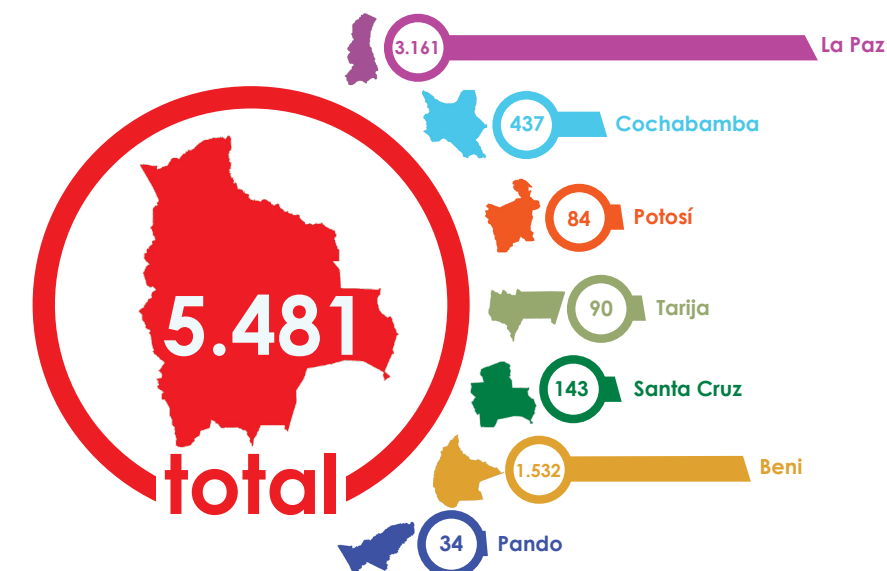 3.161 La Paz
437 Cochabamba
84 Potosí
90 Tarija
143 Santa Cruz
1.532 Beni
34 Pando
5.481
total